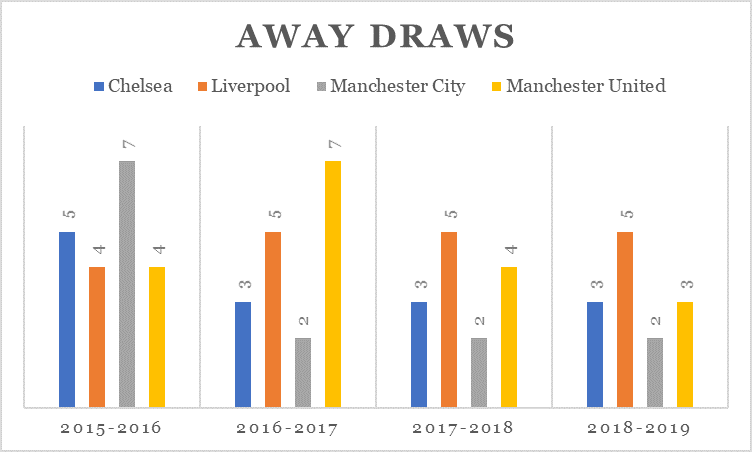 AWAY DRAWS
Chelsea Liverpool Manchester City Manchester United
5 4 7 4 3 5 2 7 3 5 2 4 3 5 2 3
2015-2016 2016-2017 2017-2018 2018-2019